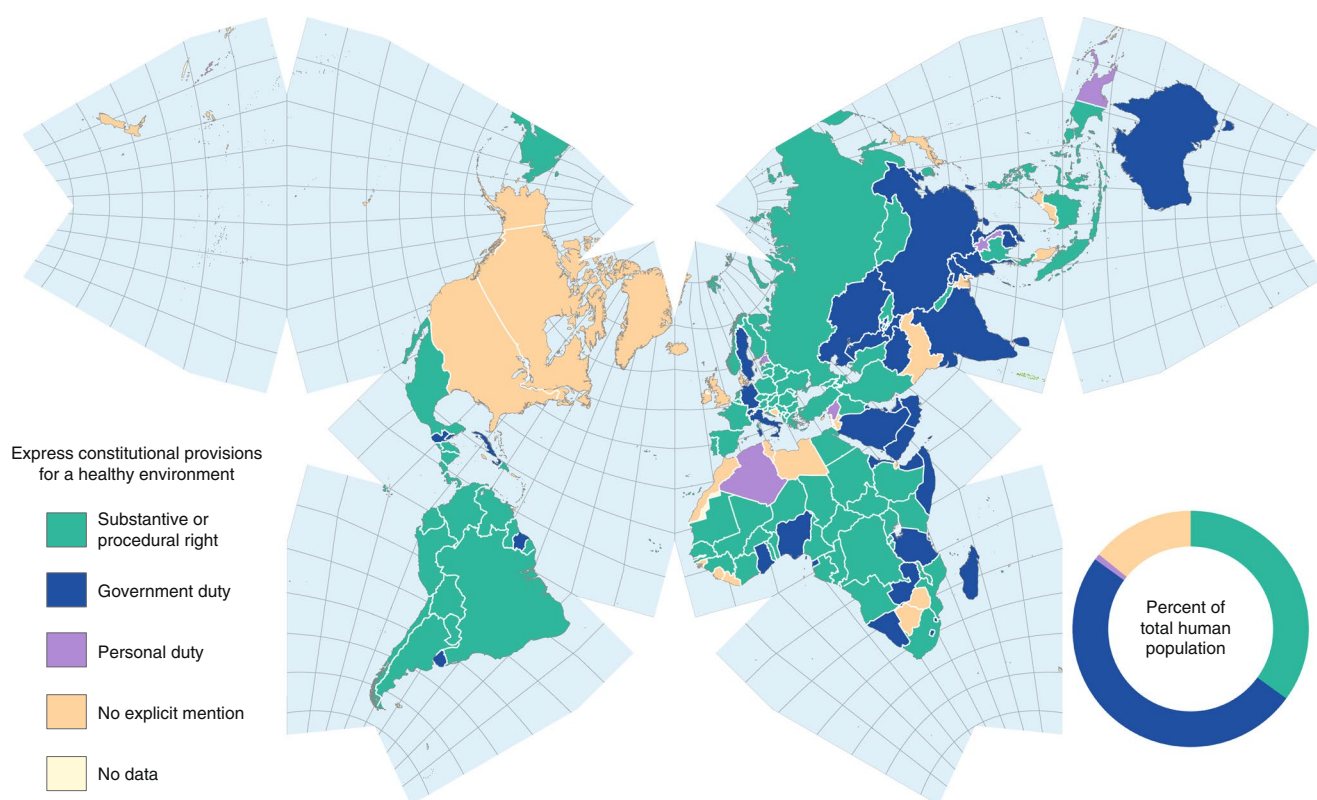 Express constitutional provisions
for a healthy environment
Substantive or
procedural right
Government duty
Personal duty
No explicit mention
No data
Percent of
total human
population